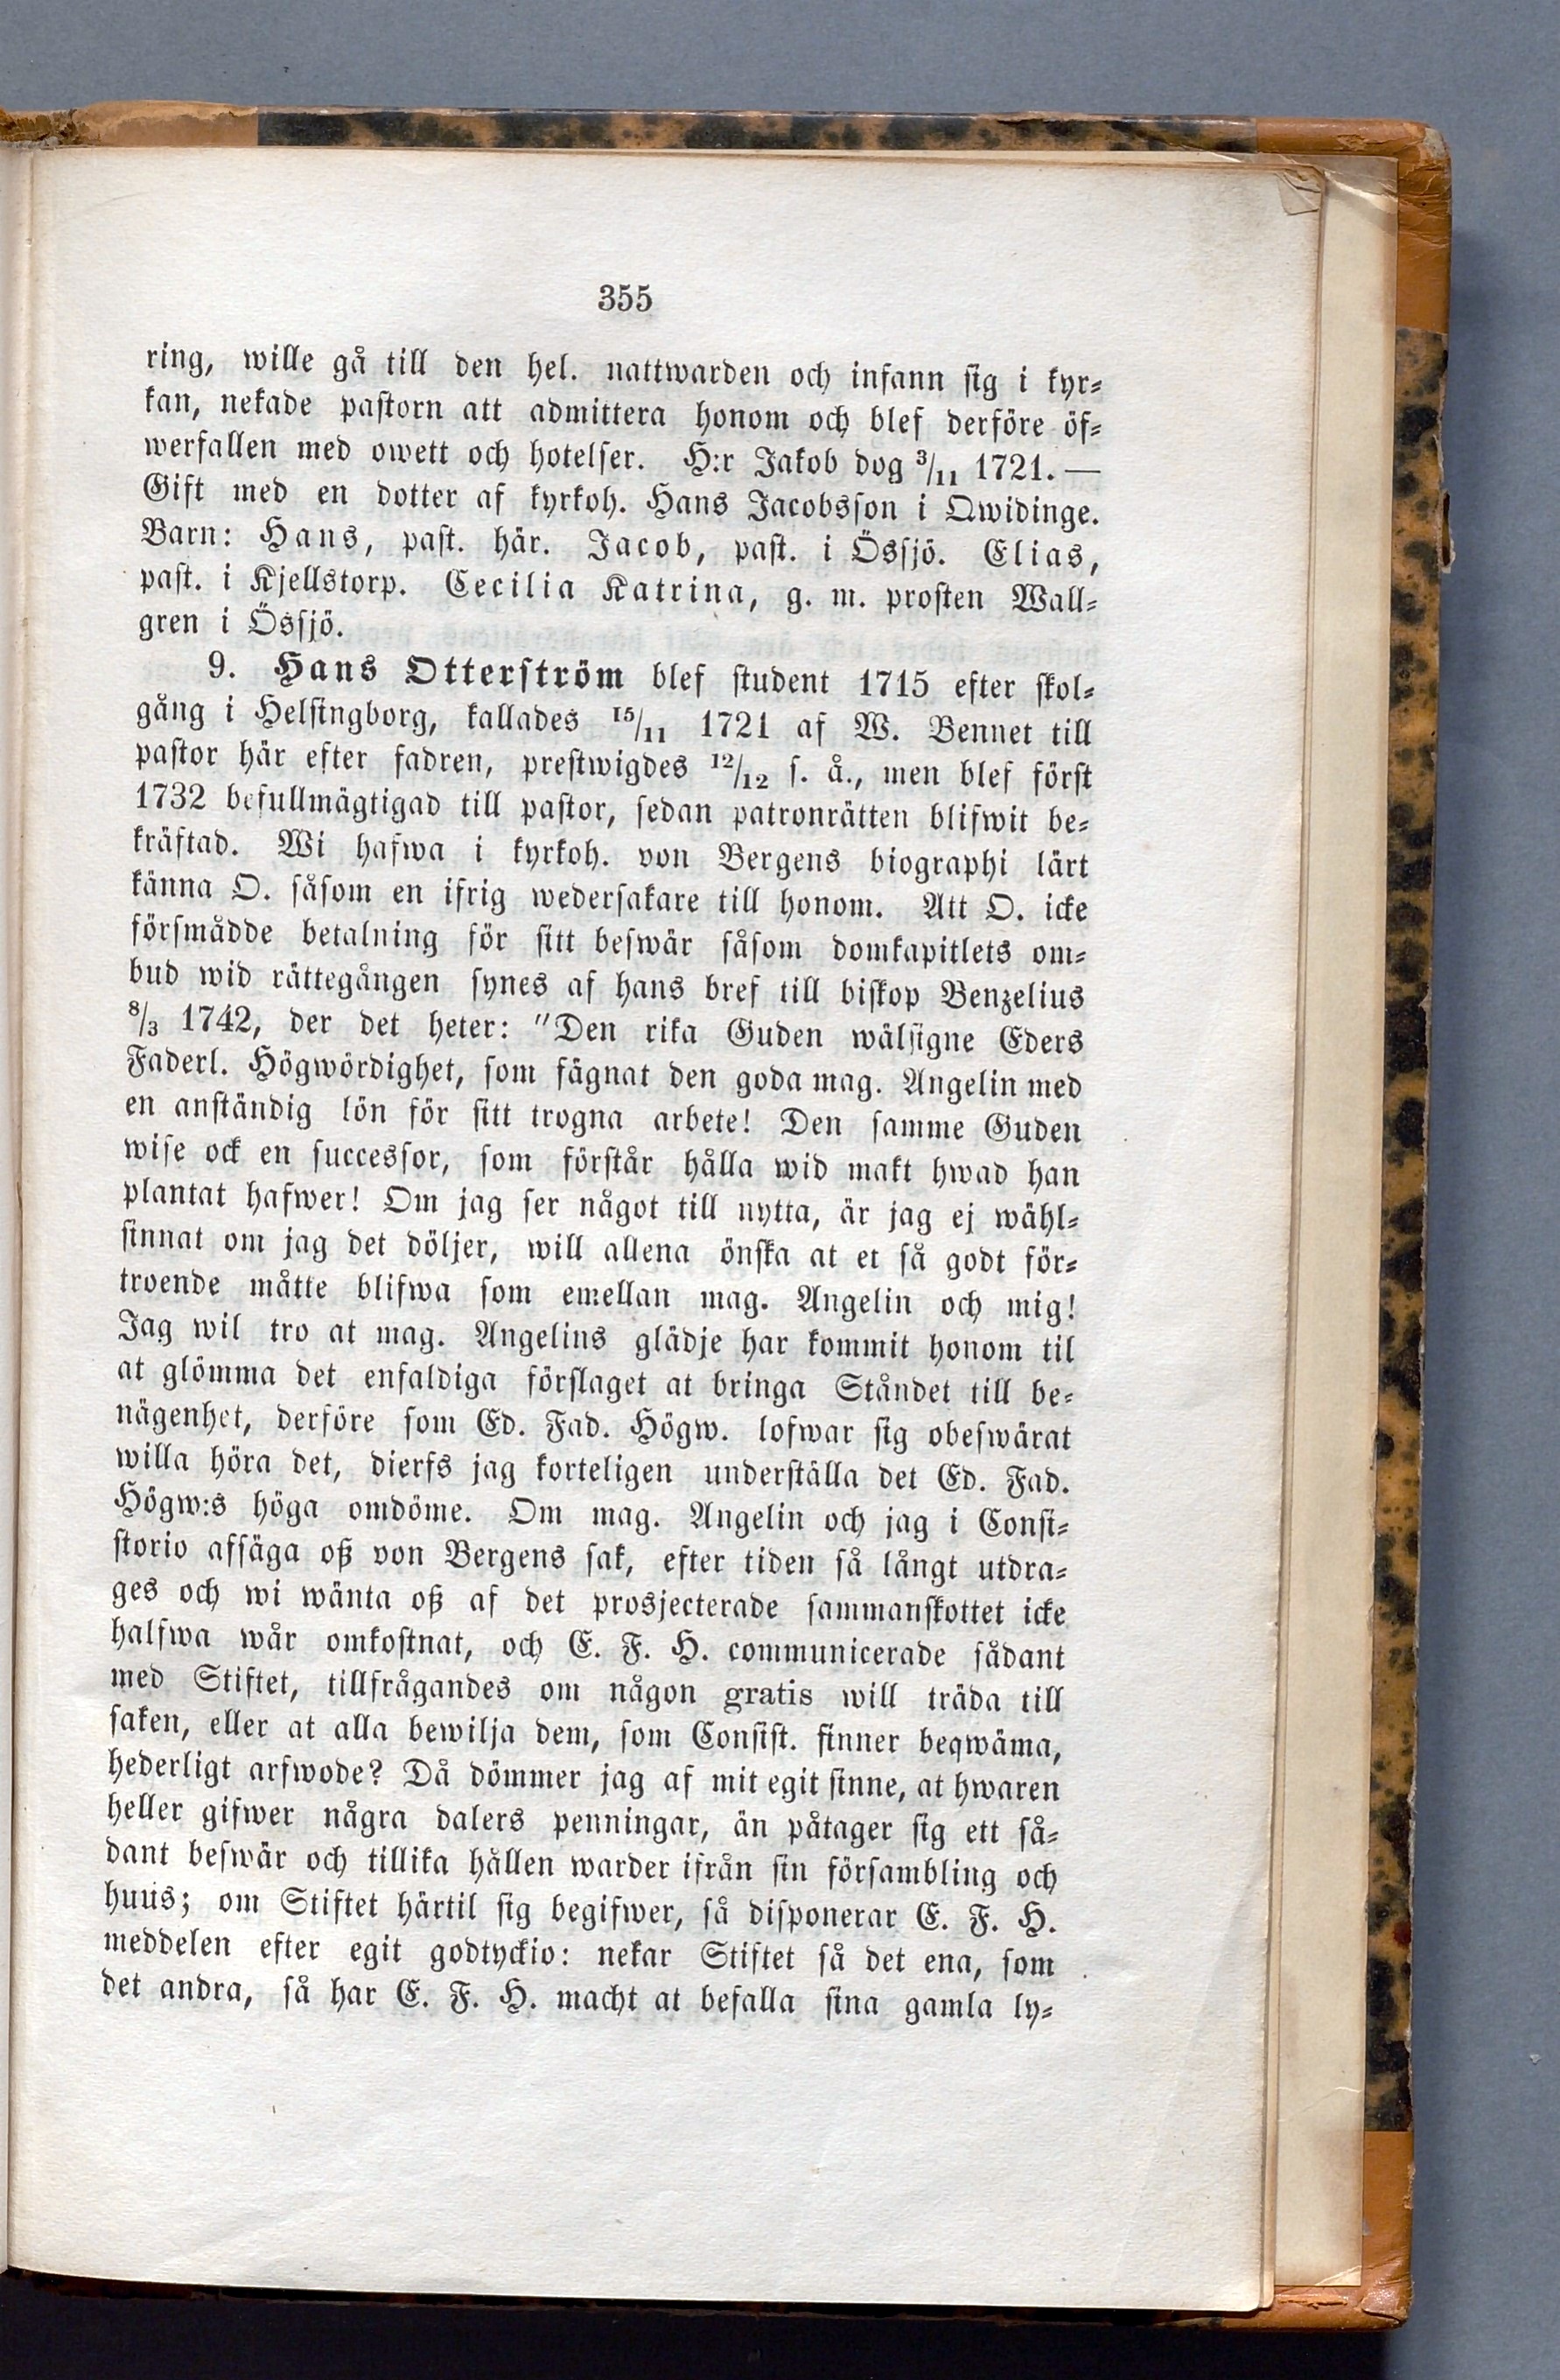 355
ring, wille gå till den hel. nattwarden och infann sig i kyr-
kan, nekade pastorn att admittera honom och blef derföre öf-
werfallen med owett och hotelser. H:r Jakob dog 3/11 1721. —
Gift med en dotter af kyrkoh. Hans Jacobsson i Qwidinge.
Barn: Hans, past. här. Jacob, past. i Össjö. Elias,
past. i Kjellstorp. Cecilia Katrina, g. m. prosten Wall-
gren i Össjö.
9. Hans Otterström blef student 1715 efter skol-
gång i Helsingborg, kallades 15/11 1721 af W. Bennet till
pastor här efter fadren, prestwigdes 12/12 s. å., men blef först
1732 befullmägtigad till pastor, sedan patronrätten blifwit be-
kräftad. Wi hafwa i kyrkoh. von Bergens biographi lärt
känna O. såsom en ifrig wedersakare till honom. Att O. icke
försmådde betalning för sitt beswär såsom domkapitlets om-
bud wid rättegången synes af hans bref till biskop Benzelius
8/3 1742, der det heter: "Den rika Guden wälsigne Eders
Faderl. Högwördighet, som fägnat den goda mag. Angelin med
en anständig lön för sitt trogna arbete! Den samme Guden
wise ock en successor, som förstår hålla wid makt hwad han
plantat hafwer! Om jag ser något till nytta, är jag ej wähl-
sinnat om jag det döljer, will allena önska at et så godt för-
troende måtte blifwa som emellan mag. Angelin och mig!
Jag wil tro at mag. Angelins glädje har kommit honom til
at glömma det enfaldiga förslaget at bringa Ståndet till be-
nägenhet, derföre som Ed. Fad. Högw. lofwar sig obeswärat
willa höra det, dierfs jag korteligen underställa det Ed. Fad.
Högw:s höga omdöme. Om mag. Angelin och jag i Consi-
storio afsäga oß von Bergens sak, efter tiden så långt utdra-
ges och wi wänta oß af det prosjecterade sammanskottet icke
halfwa wår omkostnat, och E. F. H. communicerade sådant
med Stiftet, tillfrågandes om någon gratis will träda till
saken, eller at alla bewilja dem, som Consist. finner beqwäma,
hederligt arfwode? Då dömmer jag af mit egit sinne, at hwaren
heller gifwer några dalers penningar, än påtager sig ett så-
dant beswär och tillika hållen warder ifrån sin försambling och
huus; om Stiftet härtil sig begifwer, så disponerar E. F. H.
meddelen efter egit godtyckio: nekar Stiftet så det ena, som
det andra, så har E. F. H. macht at befalla sina gamla ly-